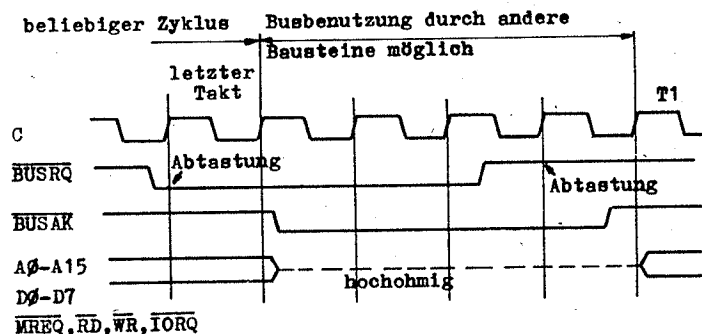 beliebiger Zyklus
Busbenutzung durch andere
Bausteine möglich
letzter
Takt
T1
C
BUSRQ
Abtastung
Abtastung
BUSAK
AØ-A15
hochohmig
DØ-D7
MREQ,RD,WR,IORQ